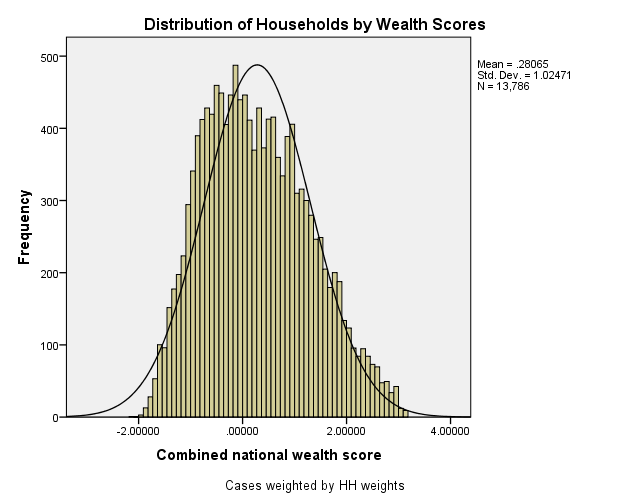 Distribution of Households by Wealth Scores
Mean = .28065
Std. Dev. = 1.02471
N = 13,786
500
400
300
200
100
0
Frequency
-2.00000
.00000
2.00000
4.00000
Combined national wealth score
Cases weighted by HH weights